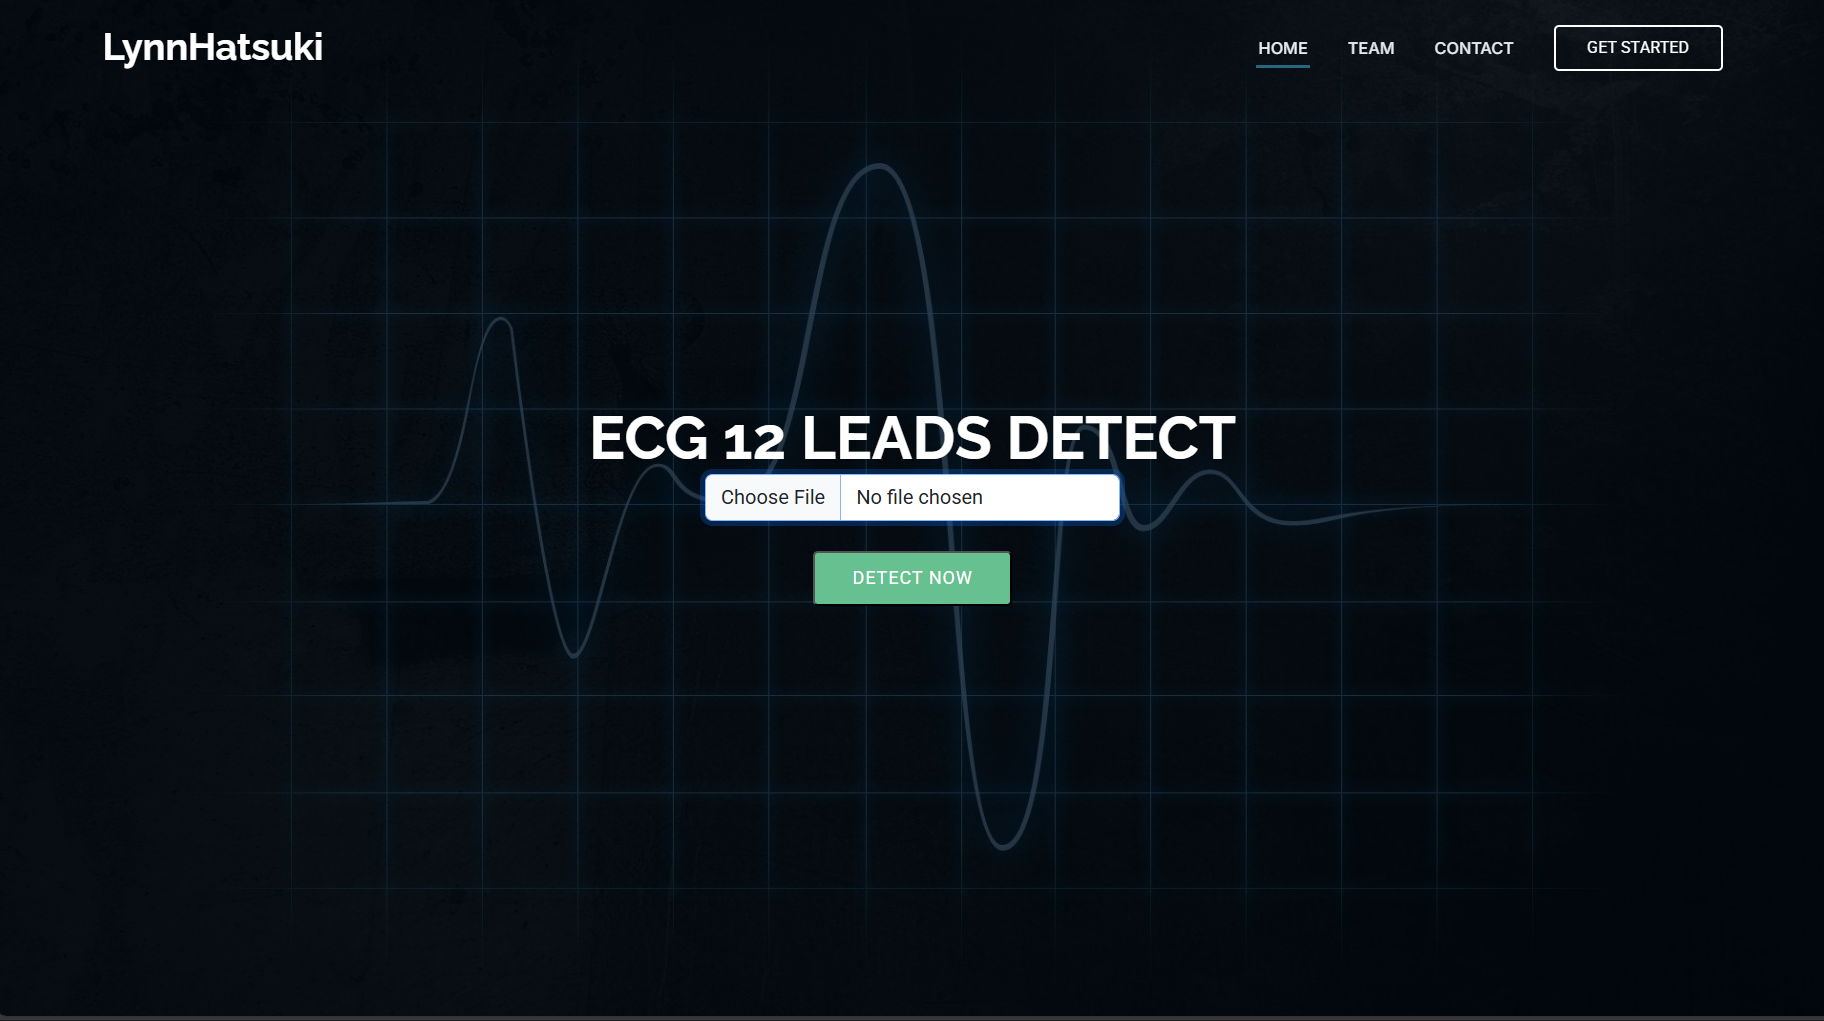 LynnHatsuki
HOME TEAM CONTACT GET STARTED
ECG 12 LEADS DETECT
Choose File No file chosen
DETECT NOW